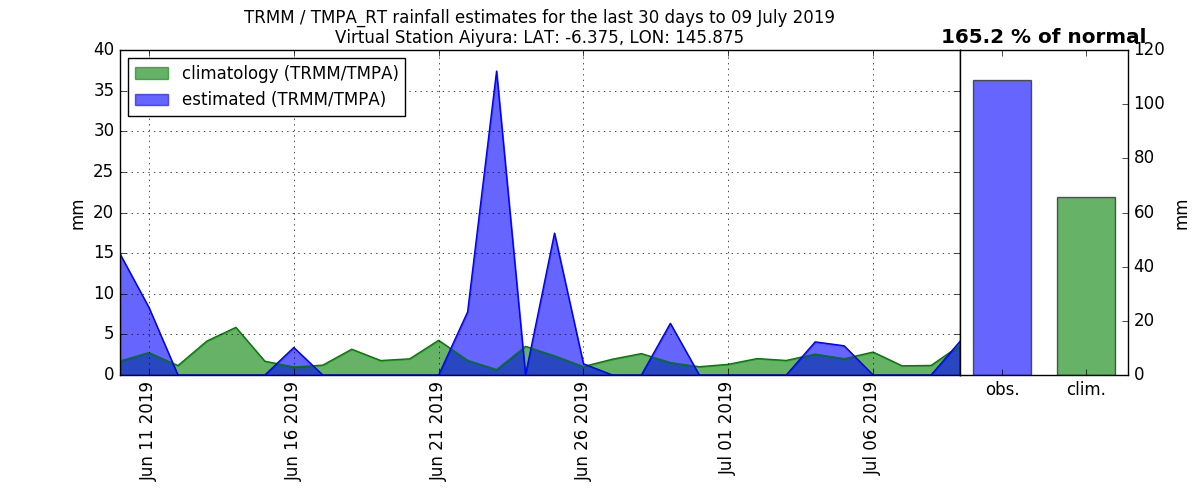 TRMM / TMPA_RT rainfall estimates for the last 30 days to 09 July 2019
Virtual Station Aiyura: LAT: -6.375, LON: 145.875
165.2 % of normal
climatology (TRMM/TMPA)
estimated (TRMM/TMPA)
40
35
30
25
20
15
10
5
0
mm
Jun 11 2019
Jun 16 2019
Jun 21 2019
Jun 26 2019
Jul 01 2019
Jul 06 2019
120
100
80
60
40
20
0
mm
obs.
clim.